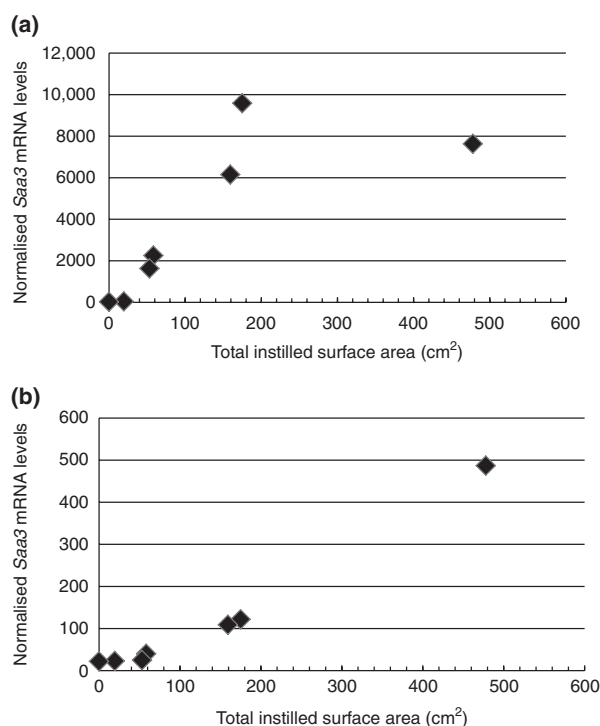 (a)
Normalised Saa3 mRNA levels
12,000
10,000
8000
6000
4000
2000
0
0 100 200 300 400 500 600
Total instilled surface area (cm²)
(b)
Normalised Saa3 mRNA levels
600
500
400
300
200
100
0
0 100 200 300 400 500 600
Total instilled surface area (cm²)